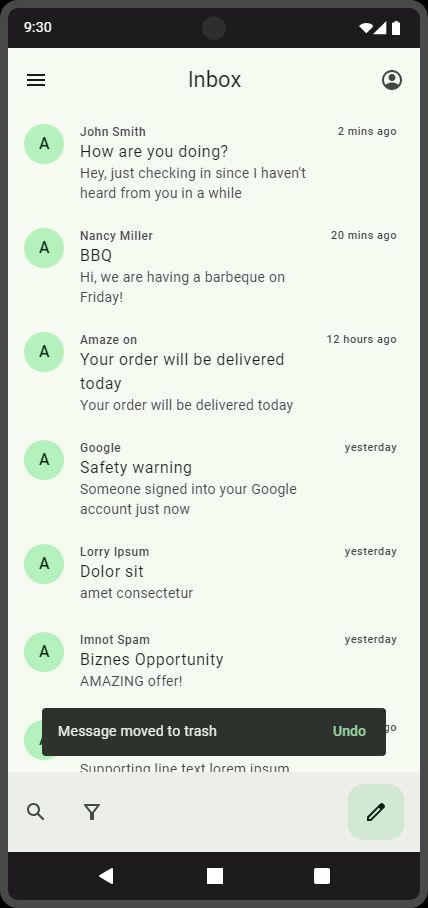 9:30
Inbox
A
John Smith
2 mins ago
How are you doing?
Hey, just checking in since I haven't
heard from you in a while
A
Nancy Miller
20 mins ago
BBQ
Hi, we are having a barbeque on
Friday!
A
Amaze on
12 hours ago
Your order will be delivered
today
Your order will be delivered today
A
Google
yesterday
Safety warning
Someone signed into your Google
account just now
A
Lorry Ipsum
yesterday
Dolor sit
amet consectetur
A
Imnot Spam
yesterday
Biznes Opportunity
AMAZING offer!
Message moved to trash
Undo
Supporting line text lorem ipsum